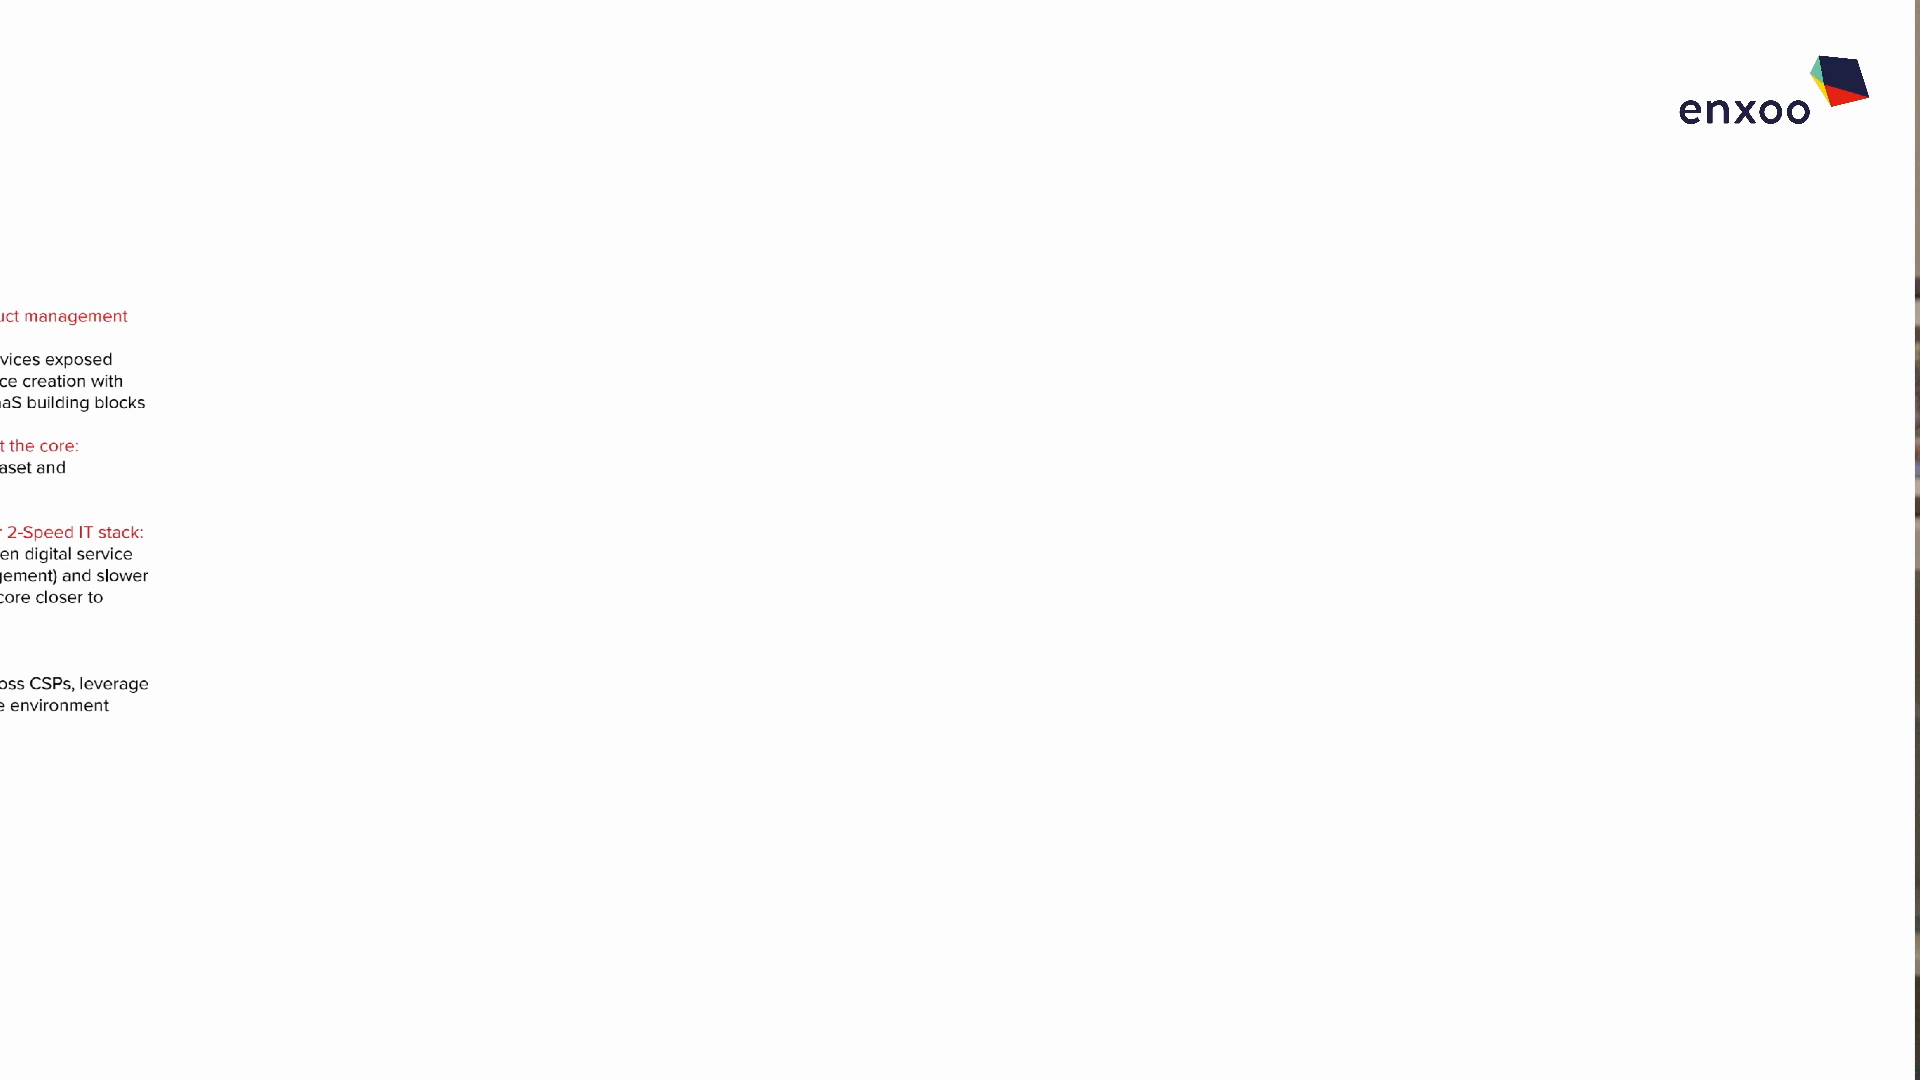 enxoo
uct management
vices exposed
ce creation with
aaS building blocks
t the core:
aset and
r 2-Speed IT stack:
en digital service
gement) and slower
core closer to
oss CSPs, leverage
e environment